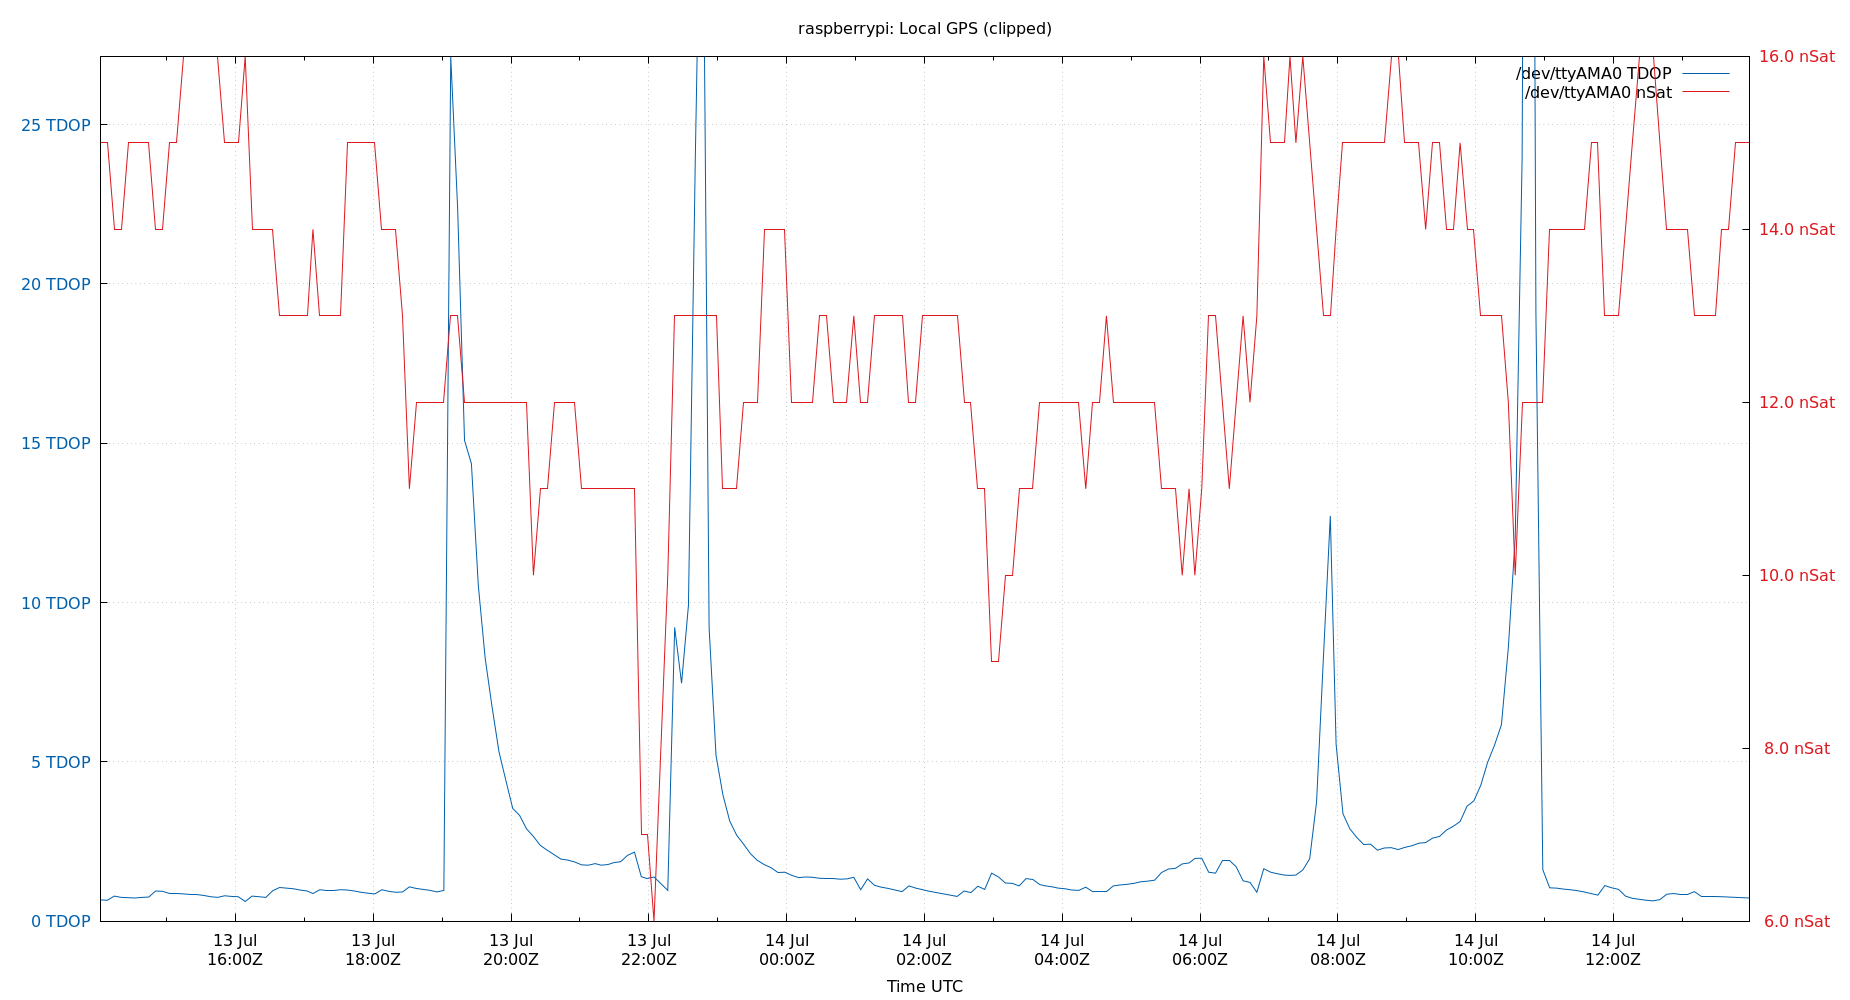 raspberrypi: Local GPS (clipped)
/dev/ttyAMA0 TDOP
/dev/ttyAMA0 nSat
25 TDOP
20 TDOP
15 TDOP
10 TDOP
5 TDOP
0 TDOP
16.0 nSat
14.0 nSat
12.0 nSat
10.0 nSat
8.0 nSat
6.0 nSat
13 Jul
16:00Z
13 Jul
18:00Z
13 Jul
20:00Z
13 Jul
22:00Z
14 Jul
00:00Z
14 Jul
02:00Z
14 Jul
04:00Z
14 Jul
06:00Z
14 Jul
08:00Z
14 Jul
10:00Z
14 Jul
12:00Z
Time UTC